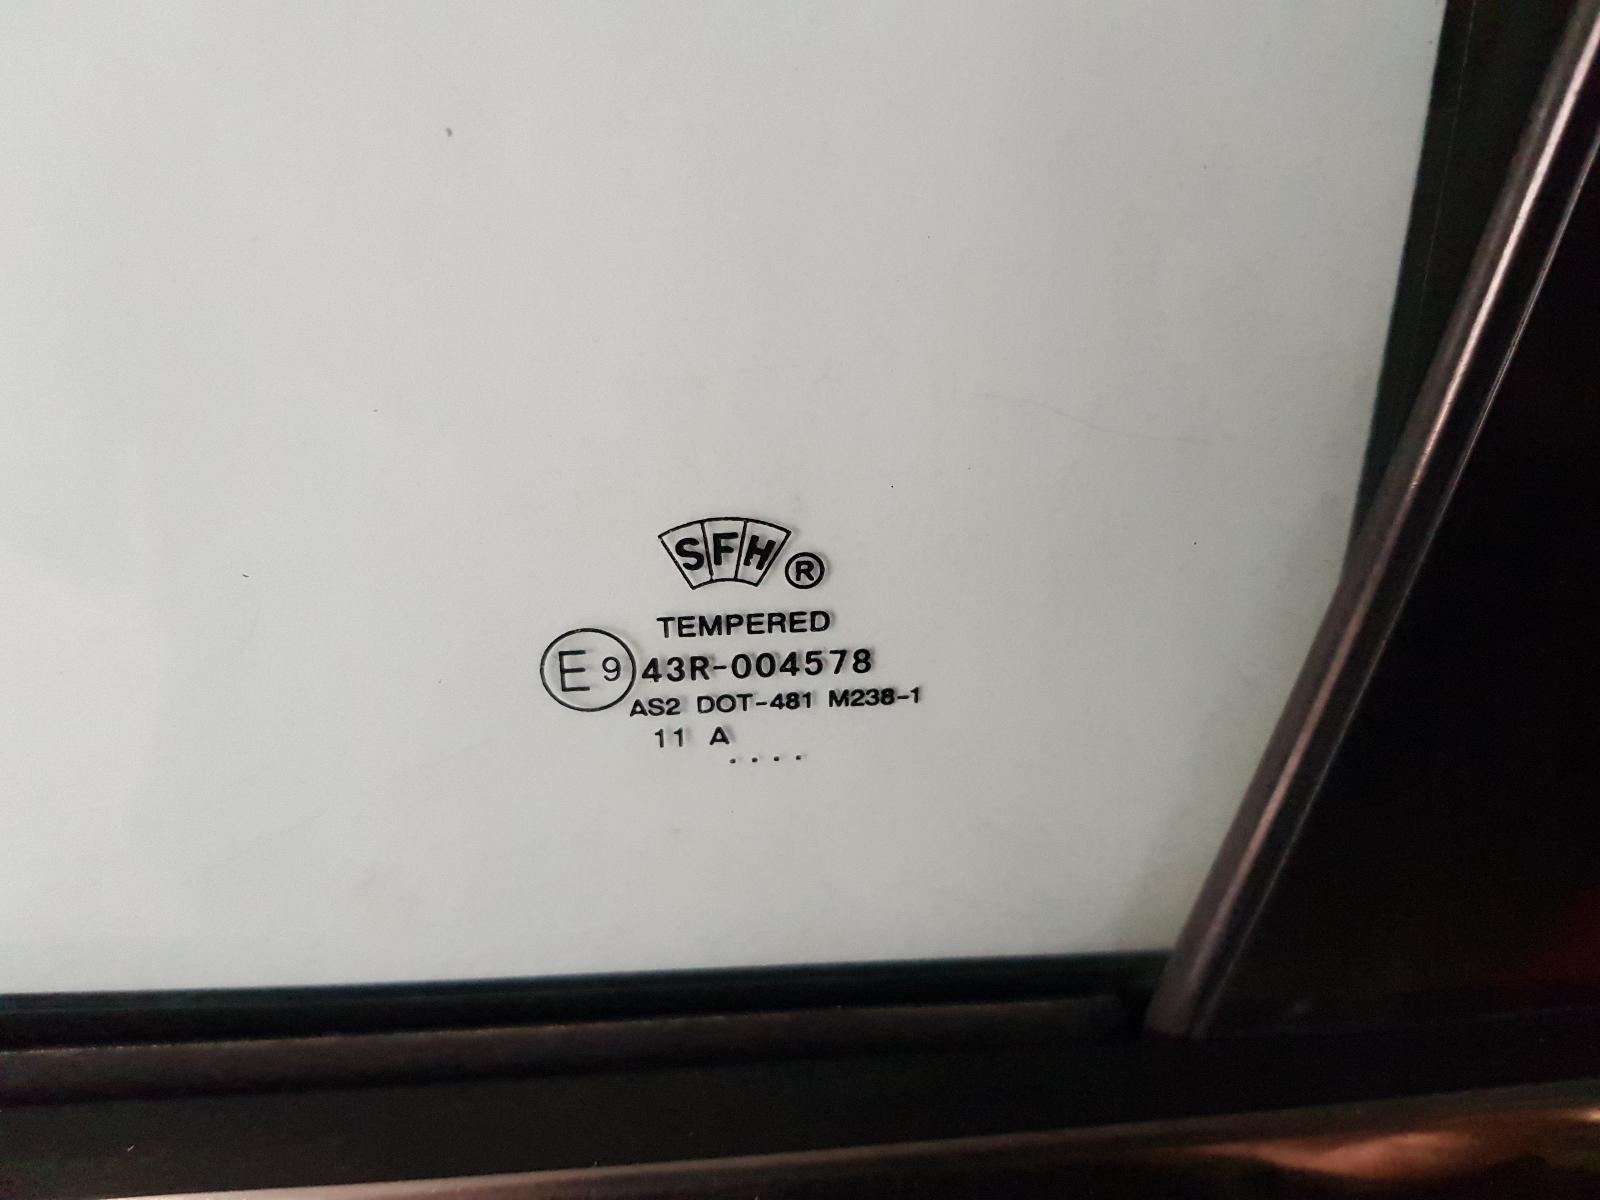 SFH ®
TEMPERED
E9 43R-004578
AS2 DOT-481 M238-1
11 A
....